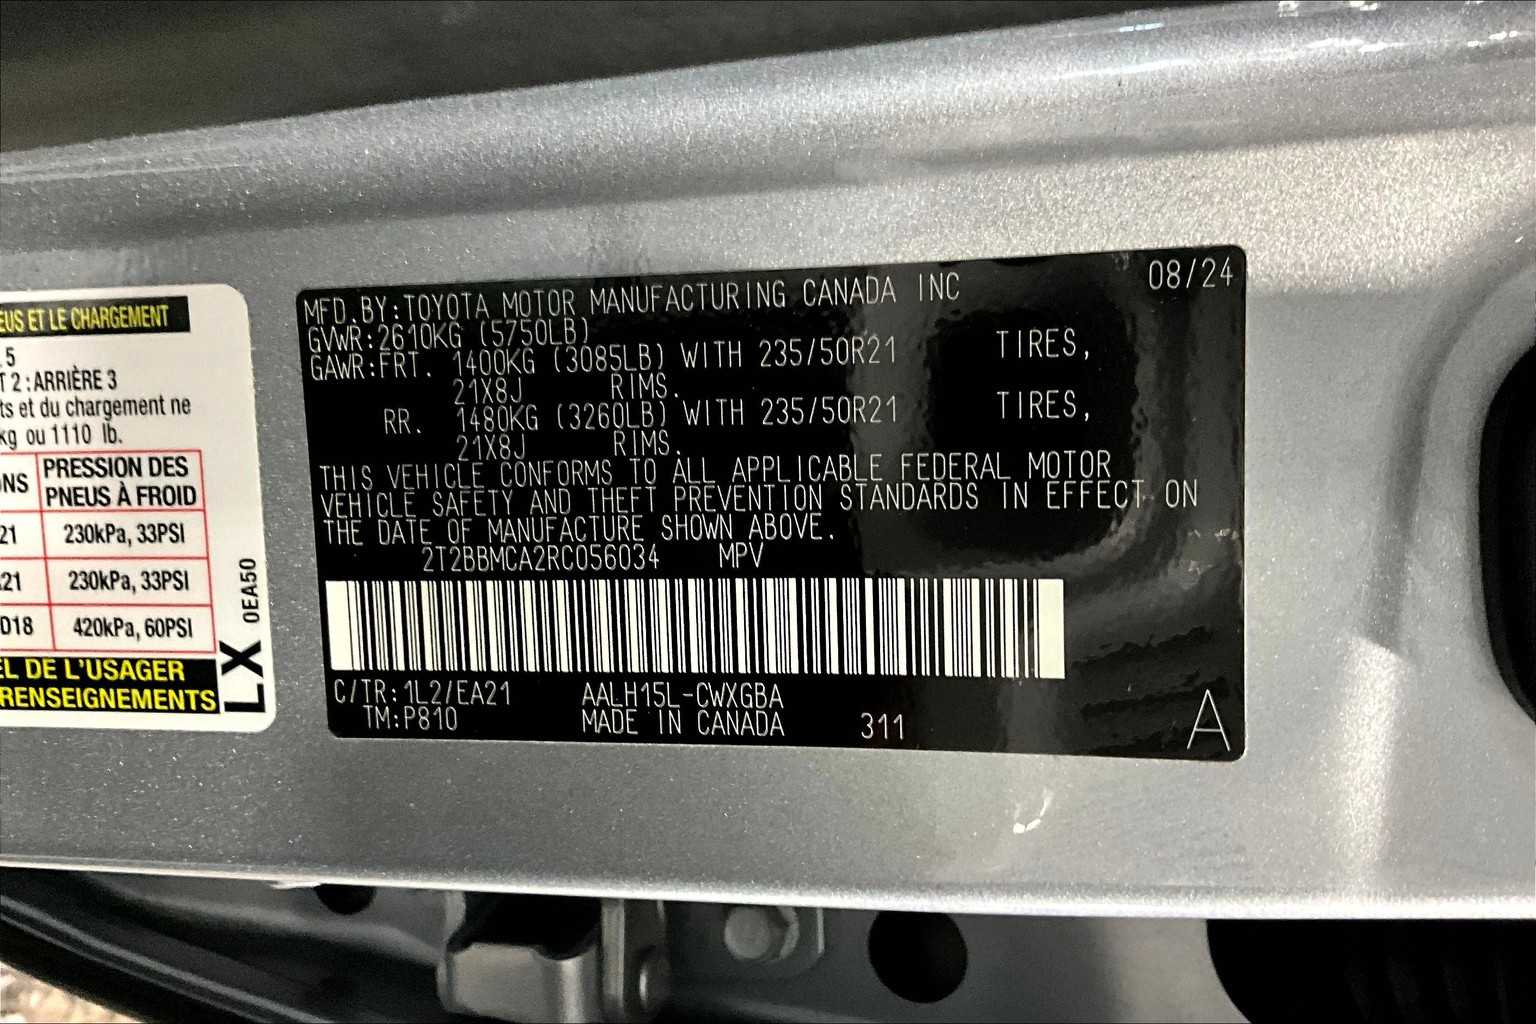 EUS ET LE CHARGEMENT
5
T 2 : ARRIÈRE 3
ts et du chargement ne
kg ou 1110 lb.
NS PRESSION DES PNEUS À FROID
21 230kPa, 33PSI
21 230kPa, 33PSI
D18 420kPa, 60PSI
EL DE L'USAGER
RENSEIGNEMENTS
LX 0EA50
08/24
MFD.BY:TOYOTA MOTOR MANUFACTURING CANADA INC
GVWR:2610KG (5750LB)
GAWR:FRT. 1400KG (3085LB) WITH 235/50R21 TIRES,
21X8J RIMS.
RR. 1480KG (3260LB) WITH 235/50R21 TIRES,
21X8J RIMS.
THIS VEHICLE CONFORMS TO ALL APPLICABLE FEDERAL MOTOR
VEHICLE SAFETY AND THEFT PREVENTION STANDARDS IN EFFECT ON
THE DATE OF MANUFACTURE SHOWN ABOVE.
2T2BBMCA2RC056034 MPV
C/TR:1L2/EA21 AALH15L-CWXGBA
TM:P810 MADE IN CANADA 311
A